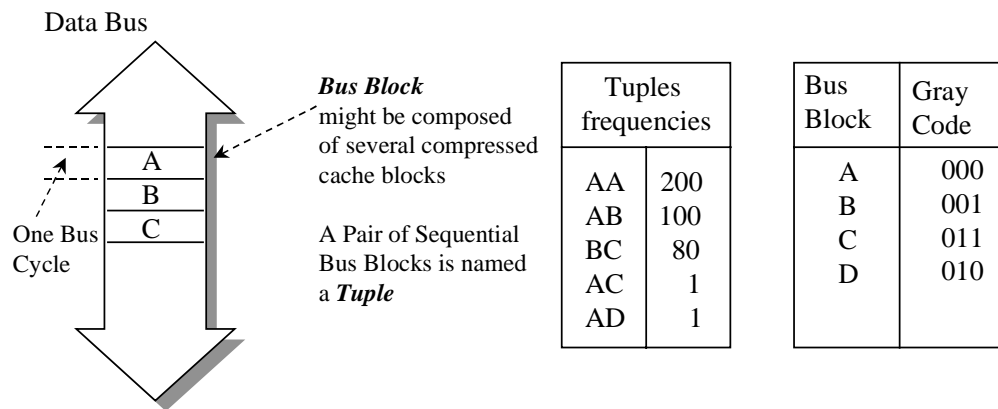 Data Bus
A
B
C
One Bus
Cycle
Bus Block
might be composed
of several compressed
cache blocks
A Pair of Sequential
Bus Blocks is named
a Tuple
Tuples
frequencies
AA 200
AB 100
BC 80
AC 1
AD 1
Bus
Block
Gray
Code
A 000
B 001
C 011
D 010